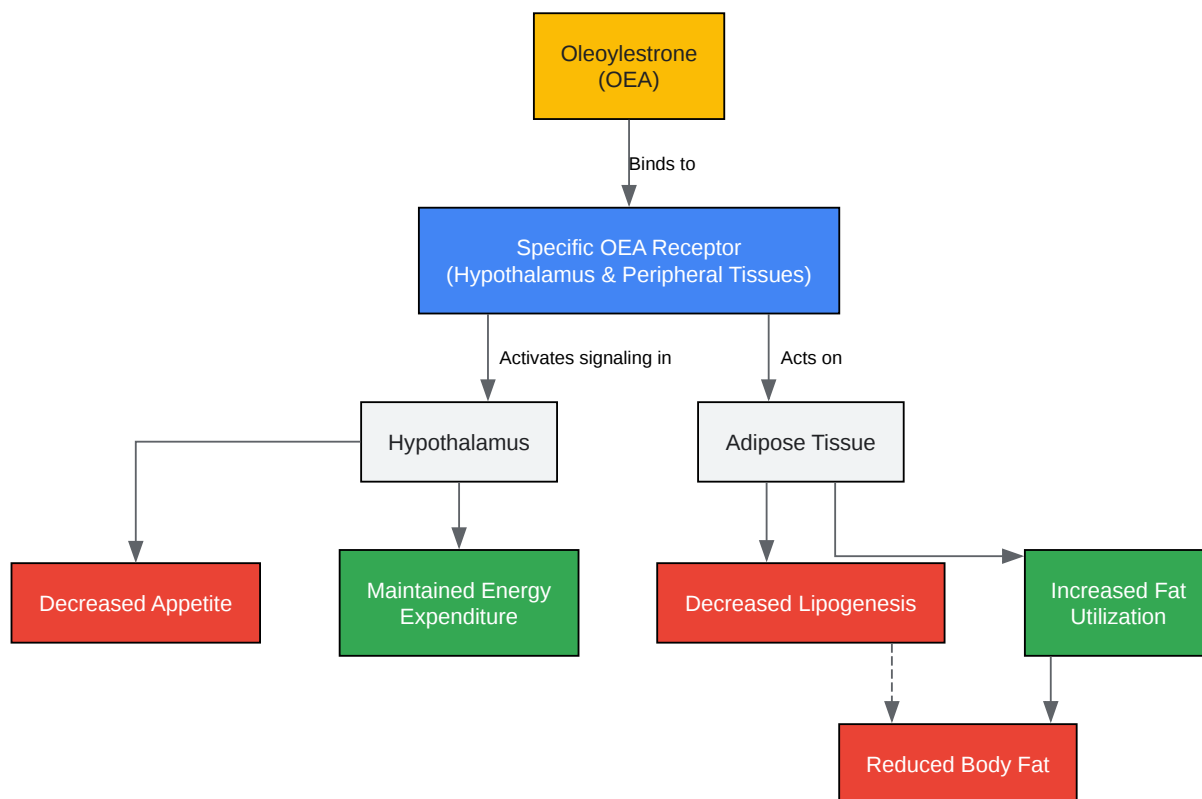 Oleoylestrone
(OEA)
Binds to
Specific OEA Receptor
(Hypothalamus & Peripheral Tissues)
Activates signaling in
Acts on
Hypothalamus
Adipose Tissue
Decreased Appetite
Maintained Energy
Expenditure
Decreased Lipogenesis
Increased Fat
Utilization
Reduced Body Fat